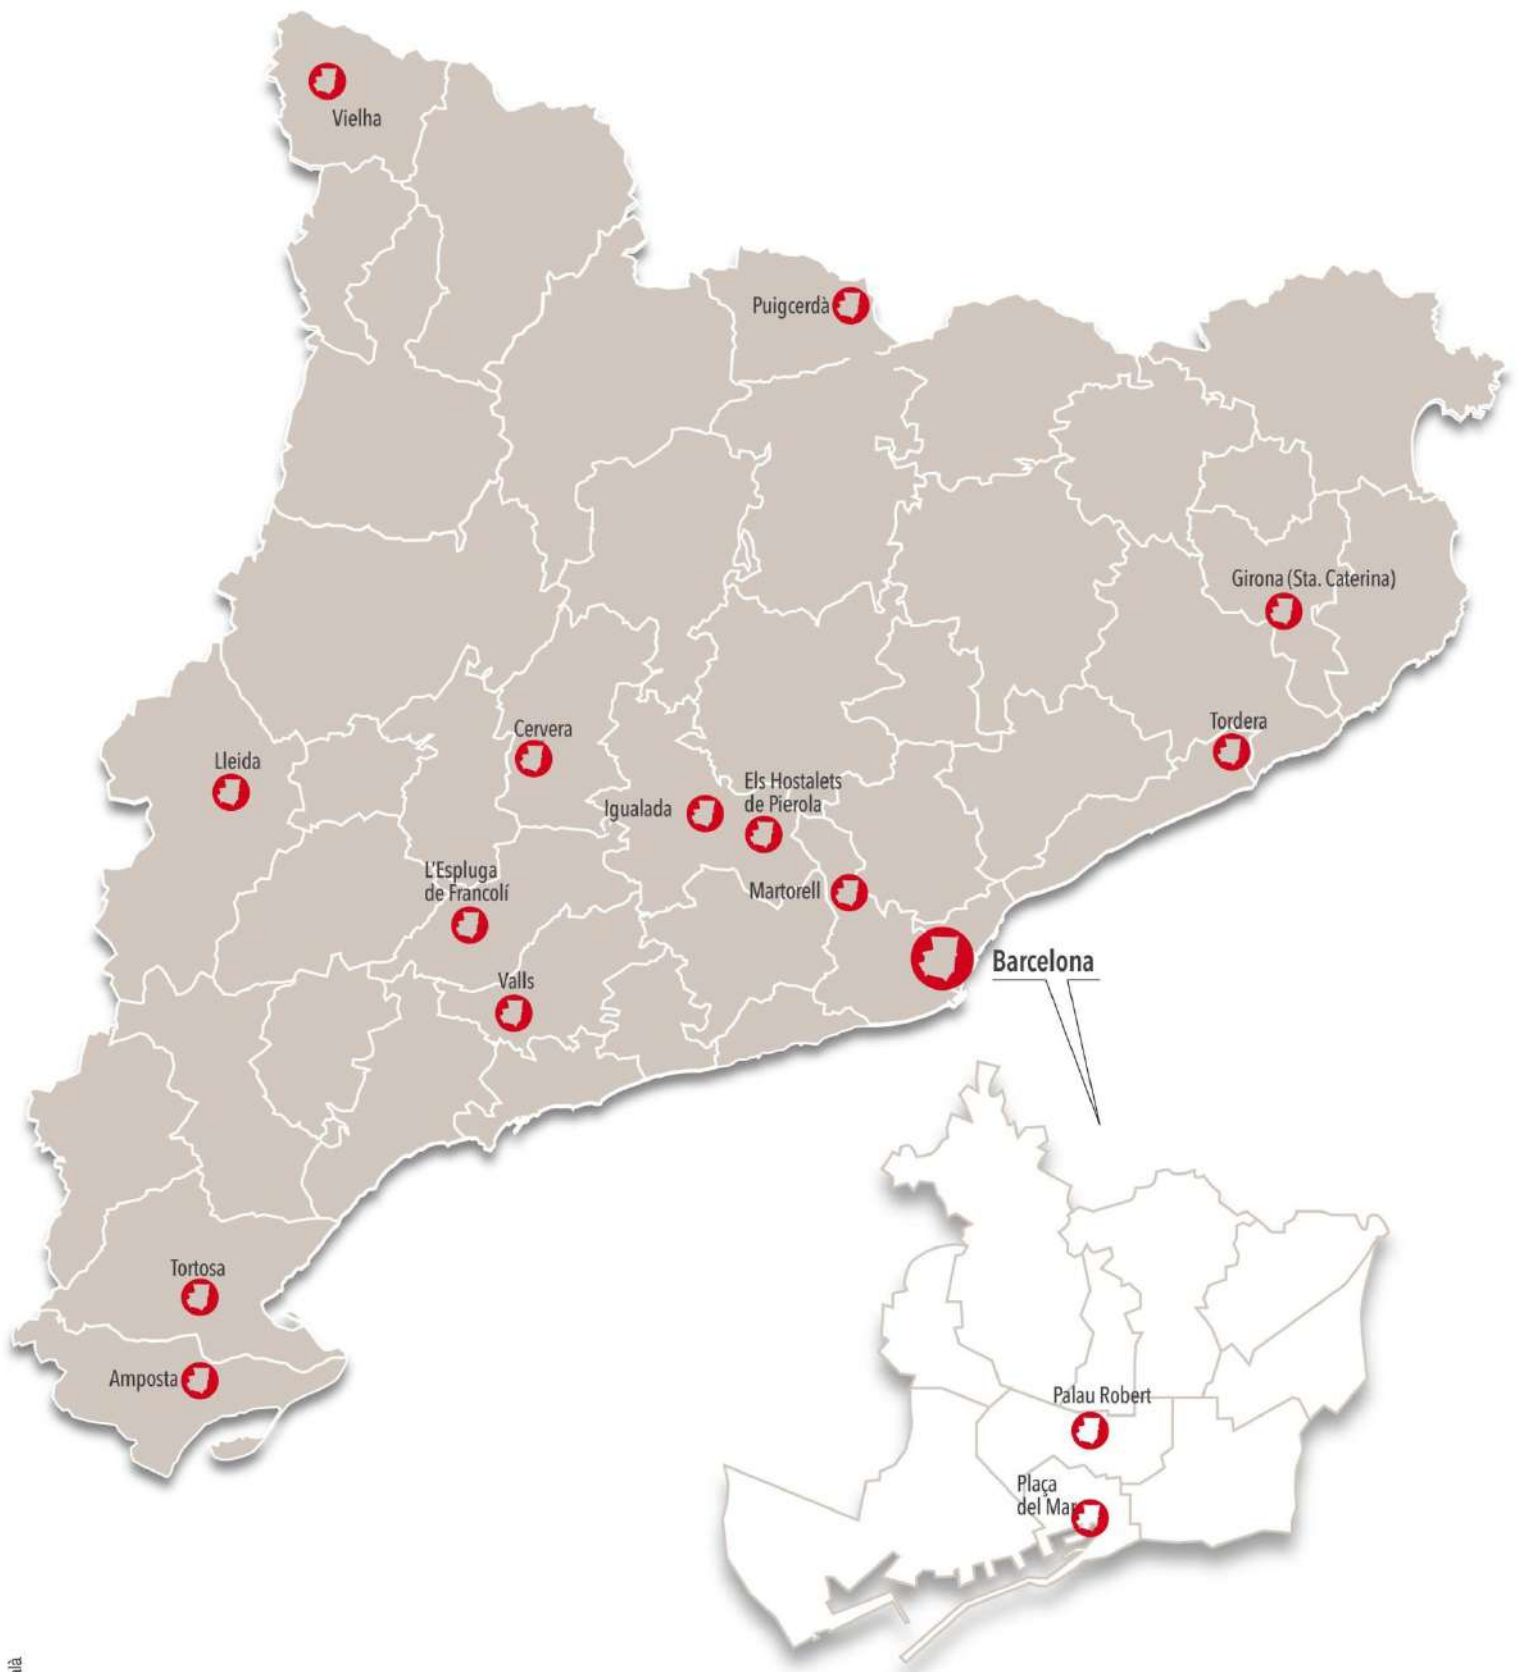 Vielha
Puigcerdà
Girona (Sta. Caterina)
Tordera
Cervera
Lleida
Els Hostalets
de Pierola
Igualada
L'Espluga
de Francolí
Martorell
Barcelona
Valls
Tortosa
Amposta
Palau Robert
Plaça
del Mar